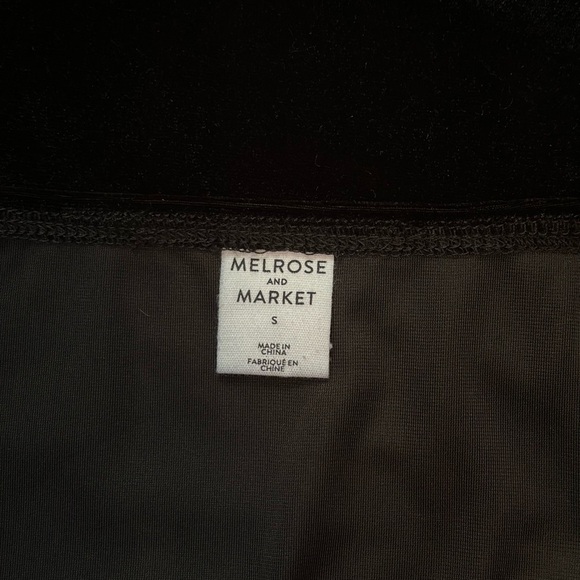 MELROSE
AND
MARKET
S
MADE IN
CHINA
FABRIQUÉ EN
CHINE